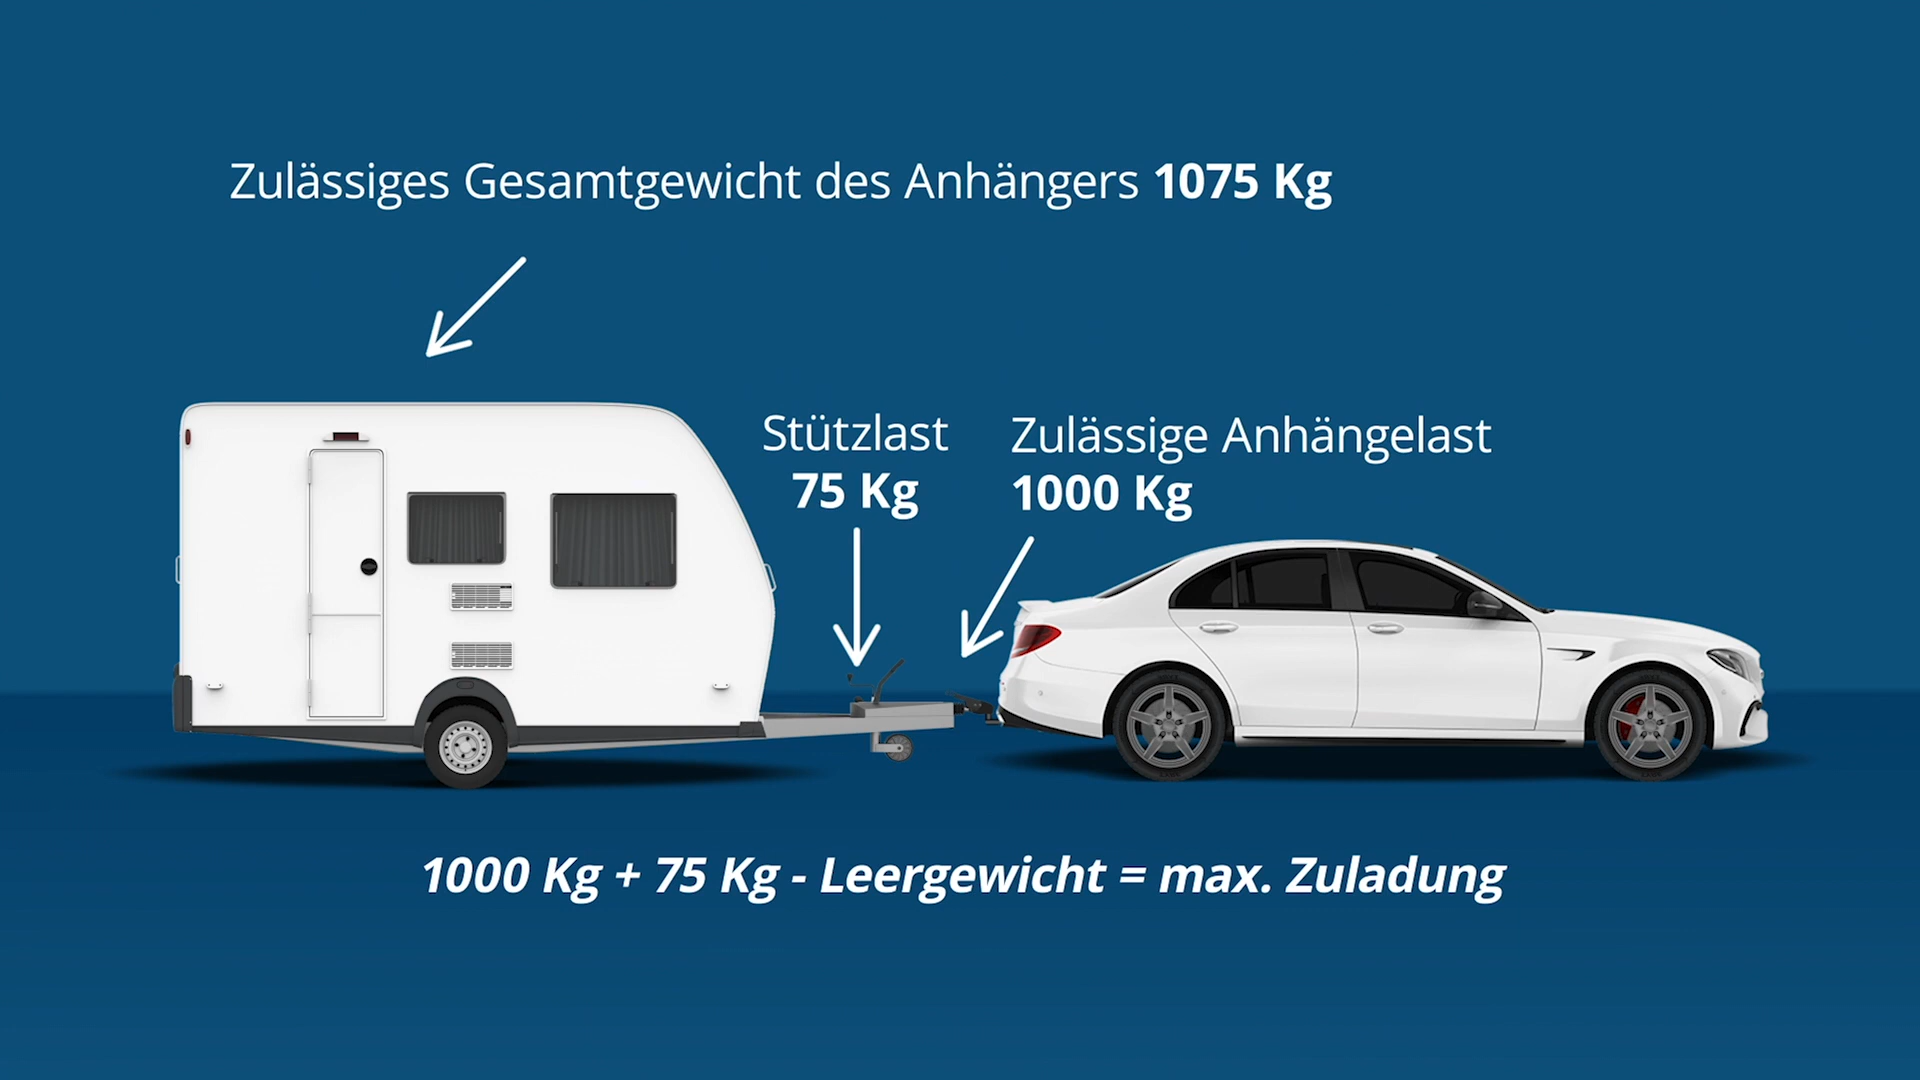 Zulässiges Gesamtgewicht des Anhängers 1075 Kg
Stützlast
75 Kg
Zulässige Anhängelast
1000 Kg
1000 Kg + 75 Kg - Leergewicht = max. Zuladung